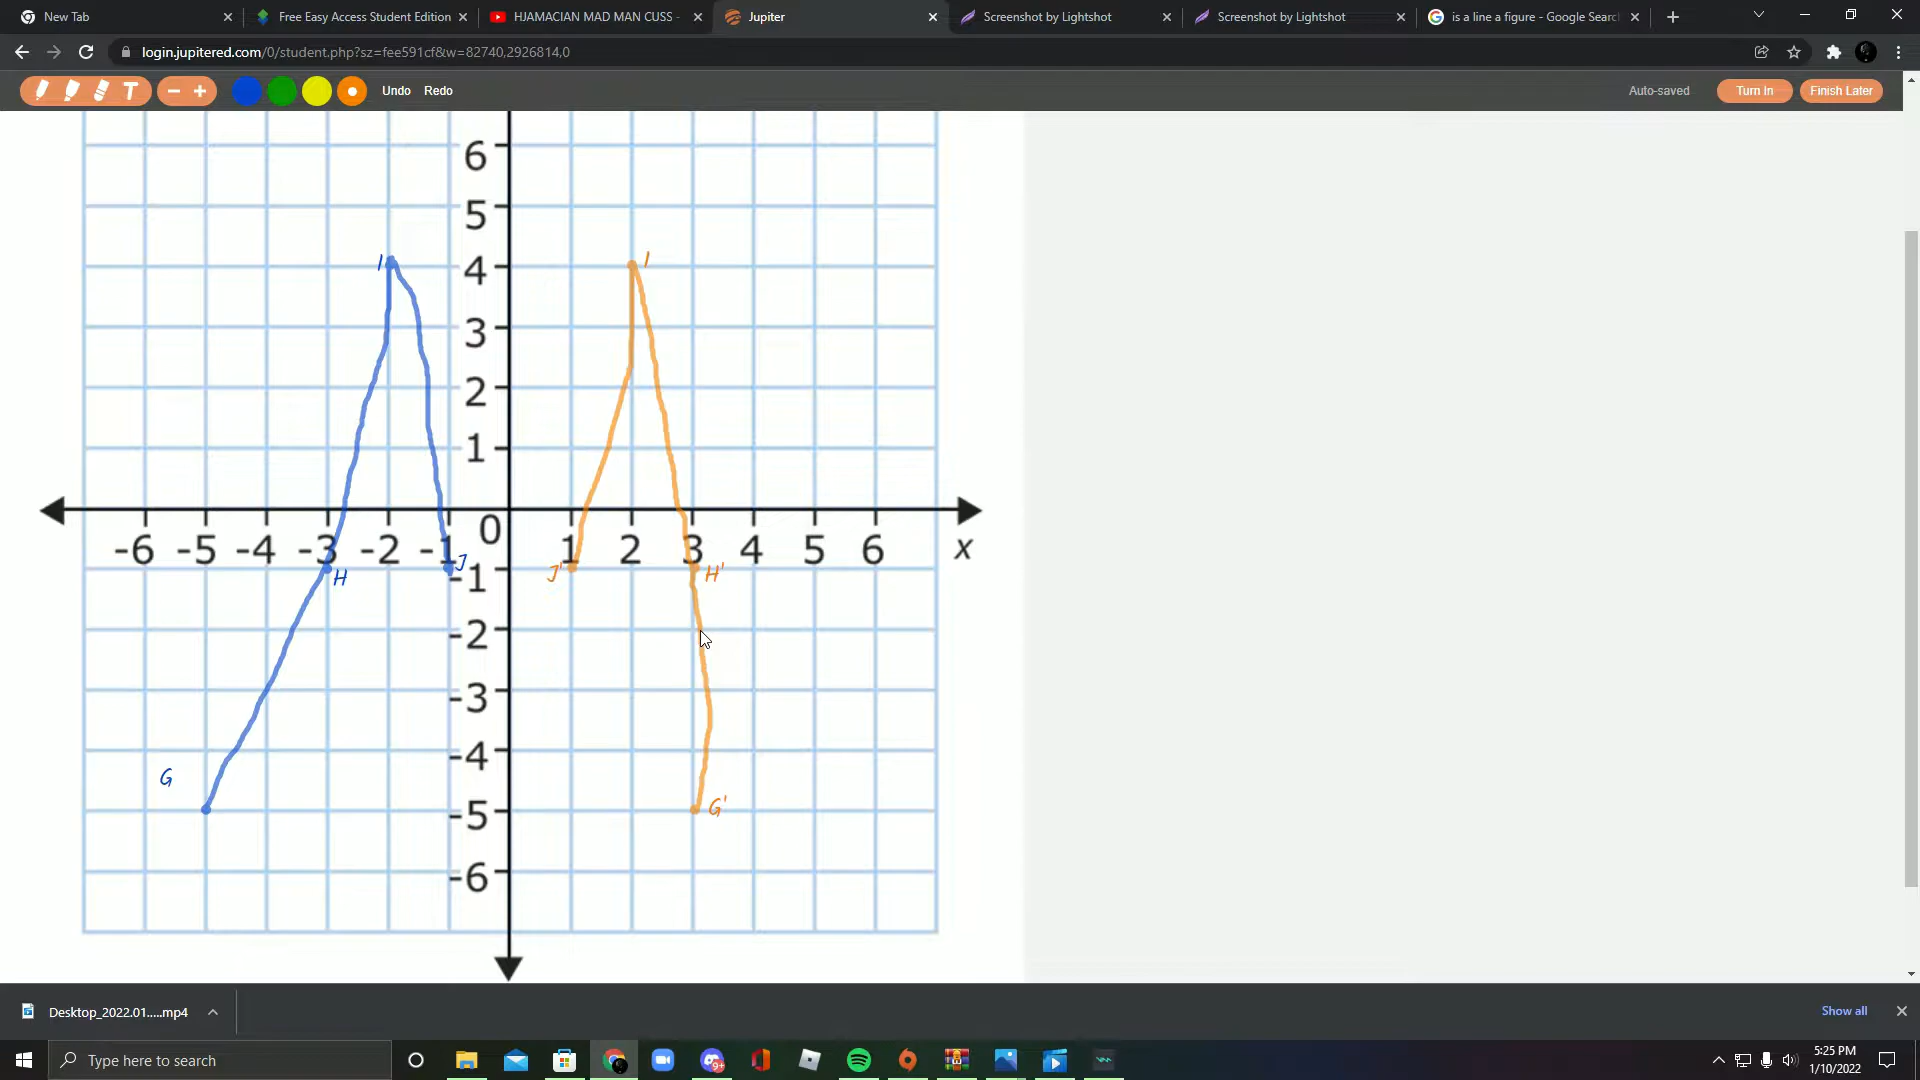 New Tab
Free Easy Access Student Edition
HJAMACIAN MAD MAN CUSS -
Jupiter
Screenshot by Lightshot
Screenshot by Lightshot
is a line a figure - Google Searc
login.jupitered.com/0/student.php?sz=fee591cf&w=82740,2926814,0
T
Undo
Redo
Auto-saved
Turn In
Finish Later
6
5
I 4 I
3
2
1
0
-6 -5 -4 -3 -2 -1 1 2 3 4 5 6 x
H J -1 J' H'
-2
-3
-4
G
-5 G'
-6
Desktop_2022.01.....mp4
Show all
Type here to search
9+
5:25 PM
1/10/2022